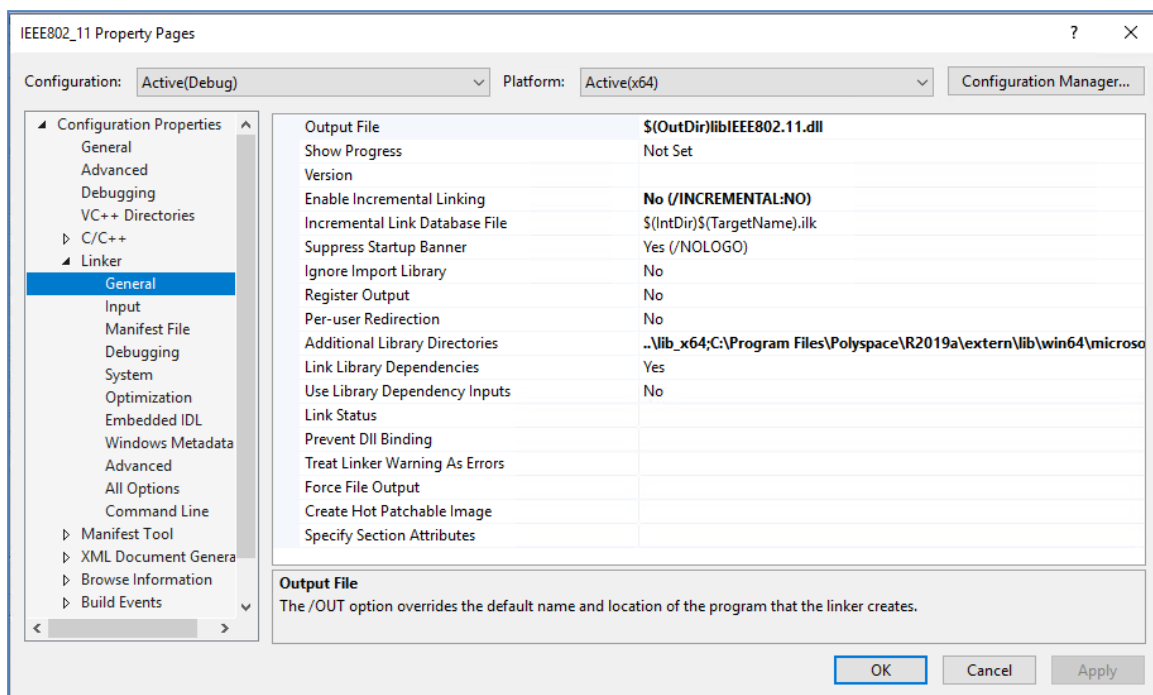 IEEE802_11 Property Pages
? ×
Configuration: Active(Debug) Platform: Active(x64) Configuration Manager...
Configuration Properties
General
Advanced
Debugging
VC++ Directories
C/C++
Linker
General
Input
Manifest File
Debugging
System
Optimization
Embedded IDL
Windows Metadata
Advanced
All Options
Command Line
Manifest Tool
XML Document Genera
Browse Information
Build Events
Output File $(OutDir)libIEEE802.11.dll
Show Progress Not Set
Version
Enable Incremental Linking No (/INCREMENTAL:NO)
Incremental Link Database File $(IntDir)$(TargetName).ilk
Suppress Startup Banner Yes (/NOLOGO)
Ignore Import Library No
Register Output No
Per-user Redirection No
Additional Library Directories ..\lib_x64;C:\Program Files\Polyspace\R2019a\extern\lib\win64\microso
Link Library Dependencies Yes
Use Library Dependency Inputs No
Link Status
Prevent Dll Binding
Treat Linker Warning As Errors
Force File Output
Create Hot Patchable Image
Specify Section Attributes
Output File
The /OUT option overrides the default name and location of the program that the linker creates.
OK Cancel Apply